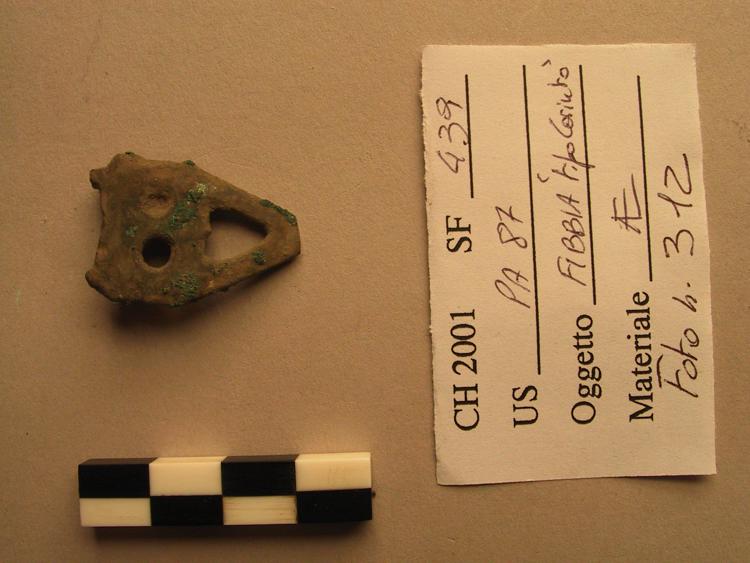 CH 2001 SF 439
US PA 87
Oggetto FIBBIA "tipo Corinto"
Materiale Æ
Foto n. 312